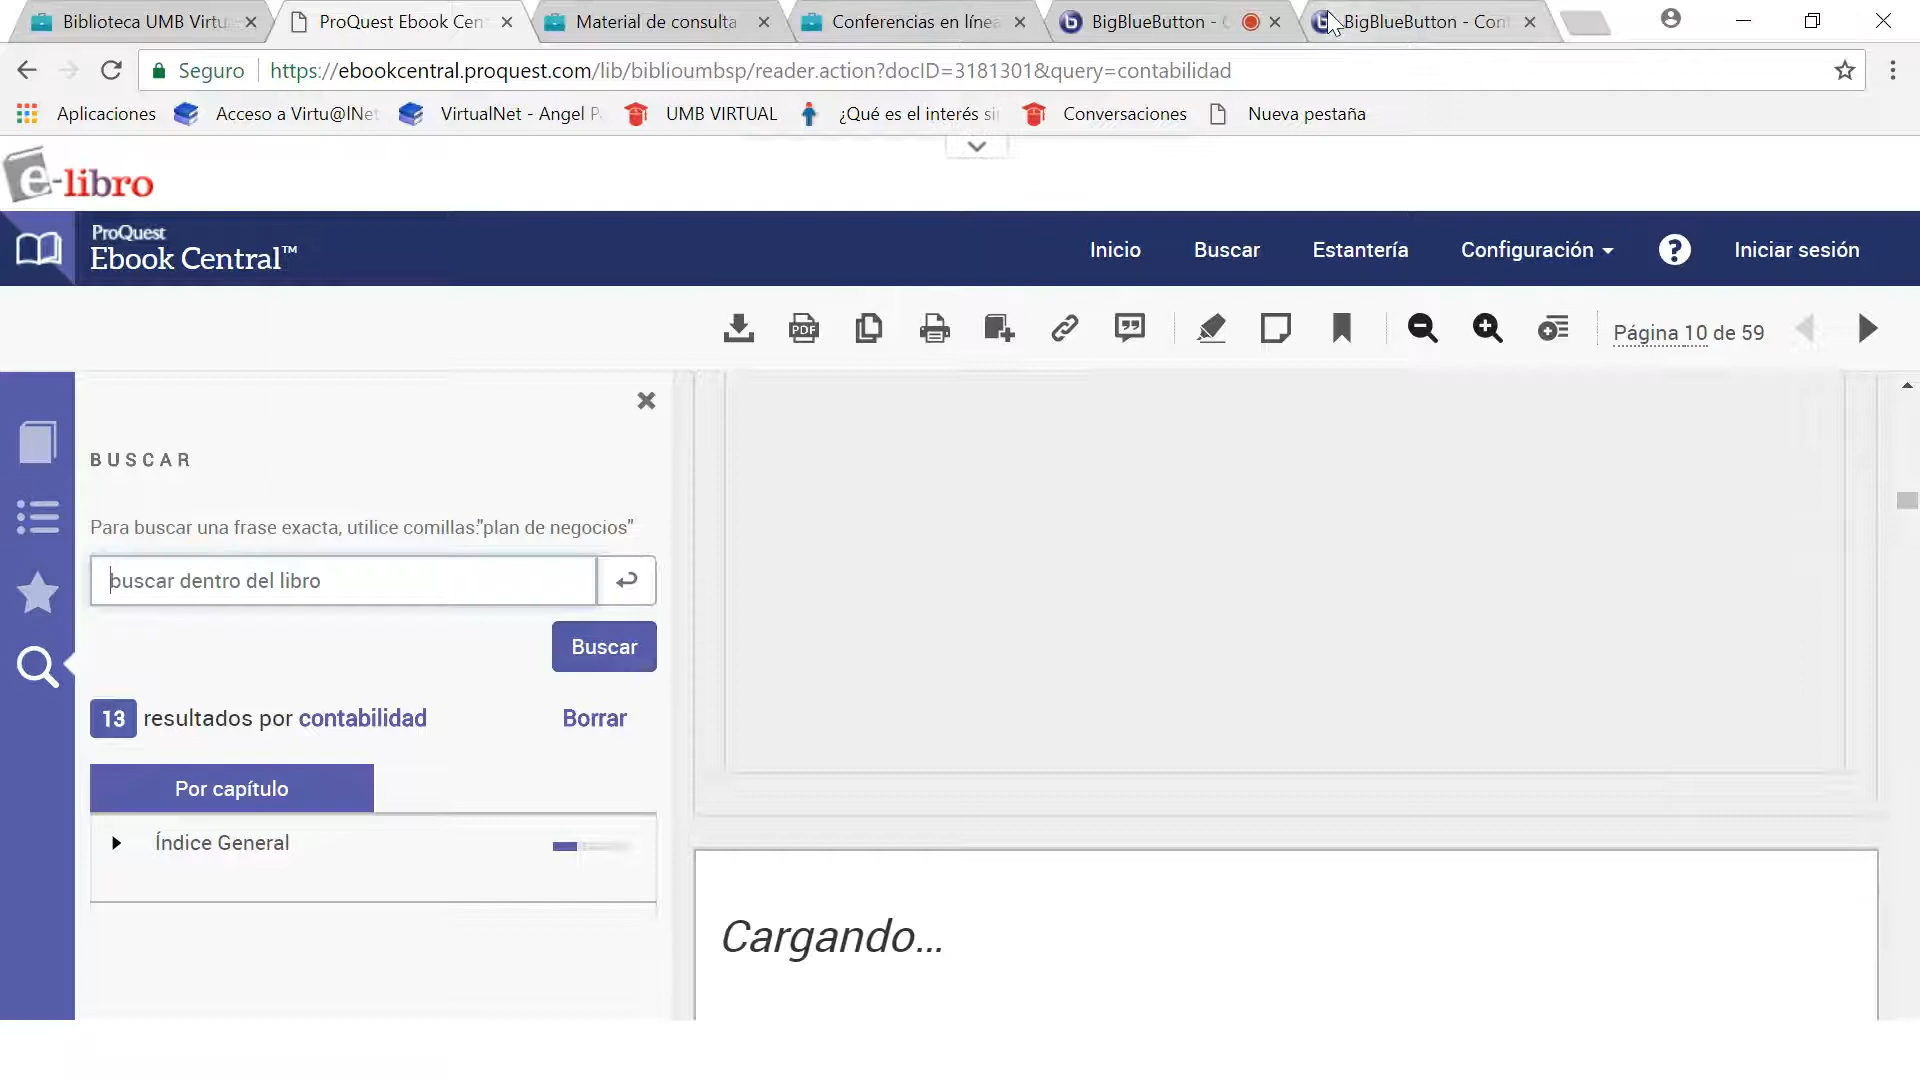 Biblioteca UMB Virtu
ProQuest Ebook Cen
Material de consulta
Conferencias en línea
BigBlueButton - C
BigBlueButton - Con
Seguro
https://ebookcentral.proquest.com/lib/biblioumbsp/reader.action?docID=3181301&query=contabilidad
Aplicaciones
Acceso a Virtu@lNet
VirtualNet - Angel P
UMB VIRTUAL
¿Qué es el interés si
Conversaciones
Nueva pestaña
e-libro
ProQuest
Ebook Central™
Inicio
Buscar
Estantería
Configuración
Iniciar sesión
PDF
Página 10 de 59
BUSCAR
Para buscar una frase exacta, utilice comillas:"plan de negocios"
buscar dentro del libro
Buscar
13 resultados por contabilidad
Borrar
Por capítulo
Índice General
Cargando...